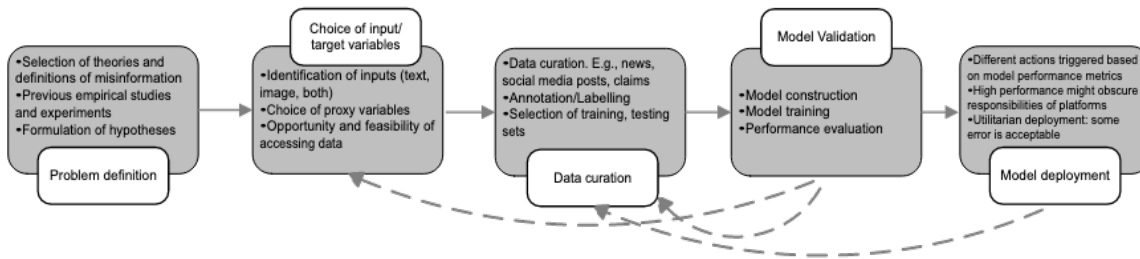 •Selection of theories and
definitions of misinformation
•Previous empirical studies
and experiments
•Formulation of hypotheses
Problem definition
Choice of input/
target variables
•Identification of inputs (text,
image, both)
•Choice of proxy variables
•Opportunity and feasibility of
accessing data
•Data curation. E.g., news,
social media posts, claims
•Annotation/Labelling
•Selection of training, testing
sets
Data curation
Model Validation
•Model construction
•Model training
•Performance evaluation
•Different actions triggered based
on model performance metrics
•High performance might obscure
responsibilities of platforms
•Utilitarian deployment: some
error is acceptable
Model deployment